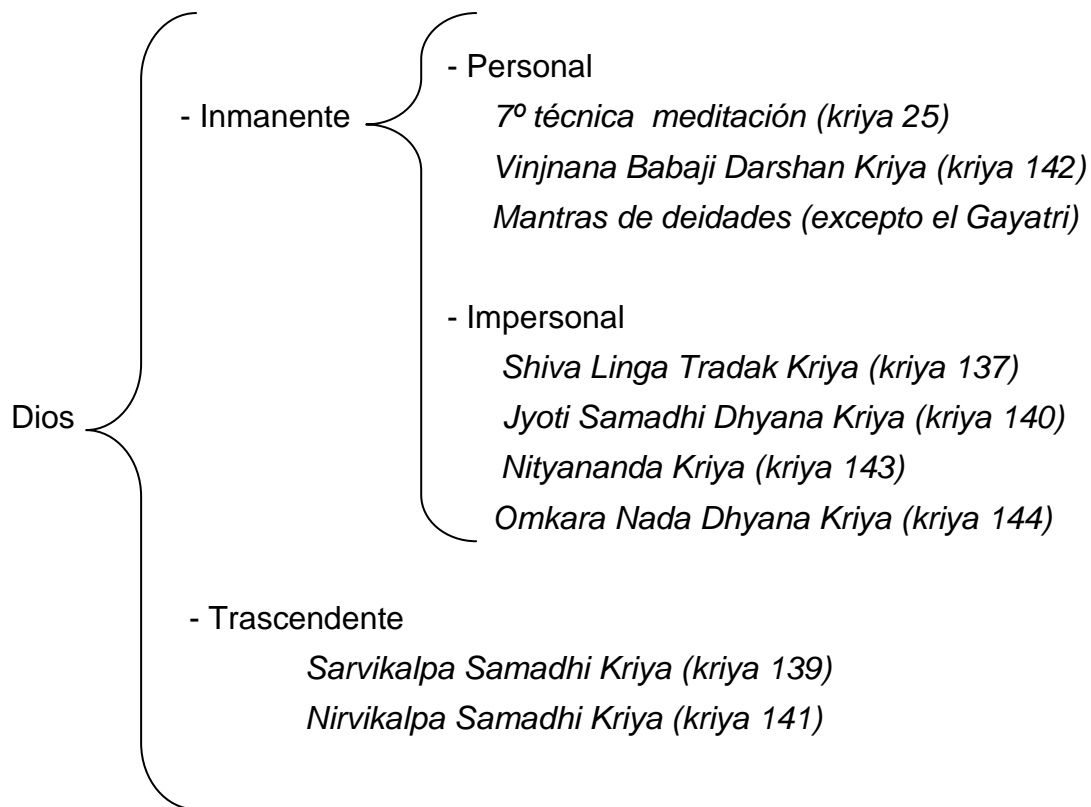 - Personal
- Inmanente
7º técnica meditación (kriya 25)
Vinjnana Babaji Darshan Kriya (kriya 142)
Mantras de deidades (excepto el Gayatri)
- Impersonal
Shiva Linga Tradak Kriya (kriya 137)
Dios
Jyoti Samadhi Dhyana Kriya (kriya 140)
Nityananda Kriya (kriya 143)
Omkara Nada Dhyana Kriya (kriya 144)
- Trascendente
Sarvikalpa Samadhi Kriya (kriya 139)
Nirvikalpa Samadhi Kriya (kriya 141)